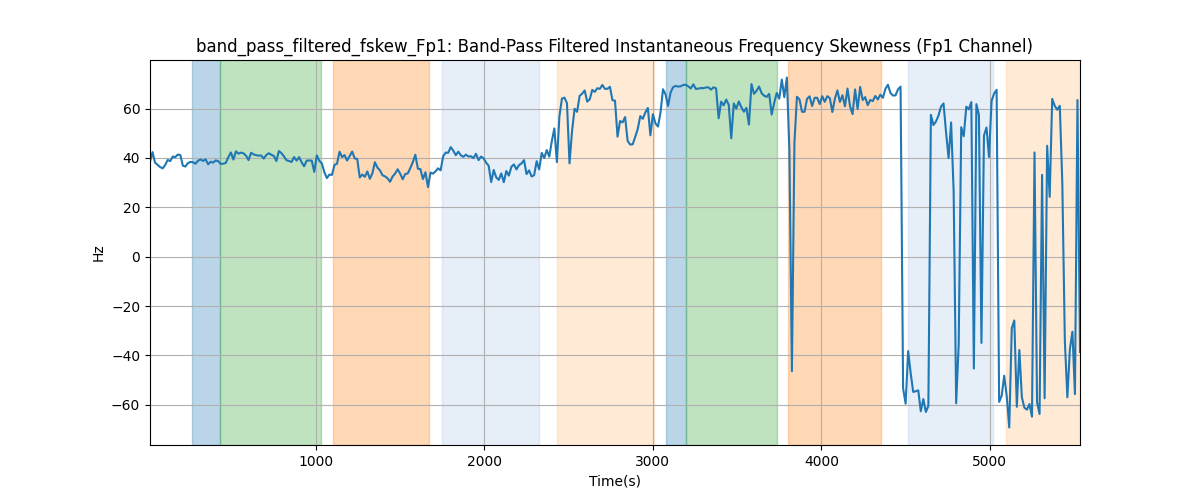 band_pass_filtered_fskew_Fp1: Band-Pass Filtered Instantaneous Frequency Skewness (Fp1 Channel)
60
40
20
0
−20
−40
−60
Hz
1000 2000 3000 4000 5000
Time(s)